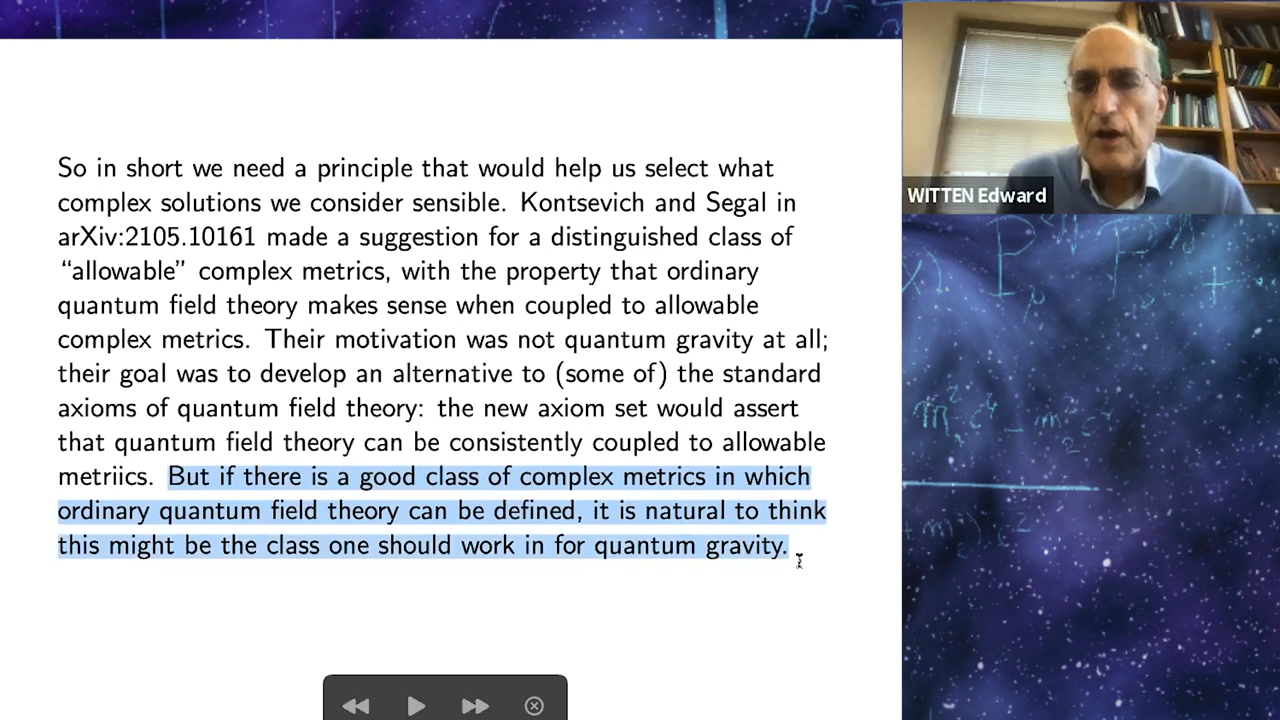 So in short we need a principle that would help us select what
complex solutions we consider sensible. Kontsevich and Segal in
arXiv:2105.10161 made a suggestion for a distinguished class of
“allowable” complex metrics, with the property that ordinary
quantum field theory makes sense when coupled to allowable
complex metrics. Their motivation was not quantum gravity at all;
their goal was to develop an alternative to (some of) the standard
axioms of quantum field theory: the new axiom set would assert
that quantum field theory can be consistently coupled to allowable
metriics. But if there is a good class of complex metrics in which
ordinary quantum field theory can be defined, it is natural to think
this might be the class one should work in for quantum gravity.
WITTEN Edward